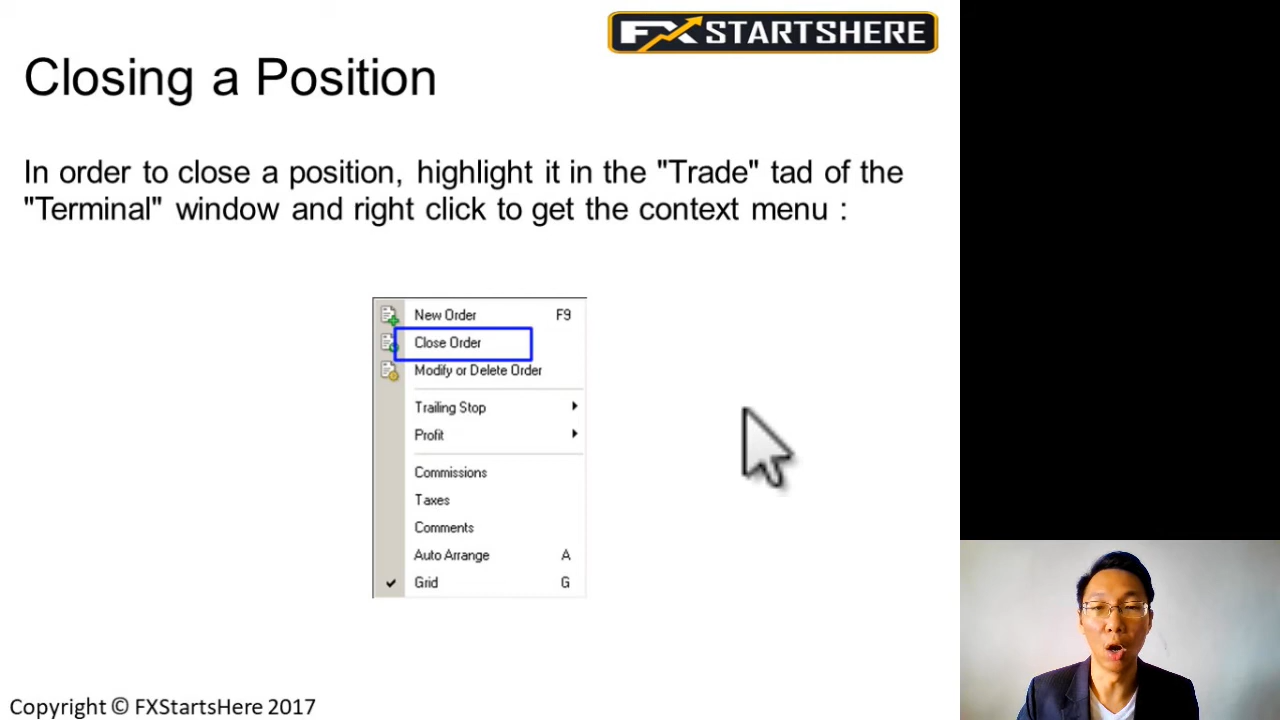 FXSTARTSHERE
Closing a Position
In order to close a position, highlight it in the "Trade" tad of the
"Terminal" window and right click to get the context menu :
New Order F9
Close Order
Modify or Delete Order
Trailing Stop
Profit
Commissions
Taxes
Comments
Auto Arrange A
Grid G
Copyright © FXStartsHere 2017